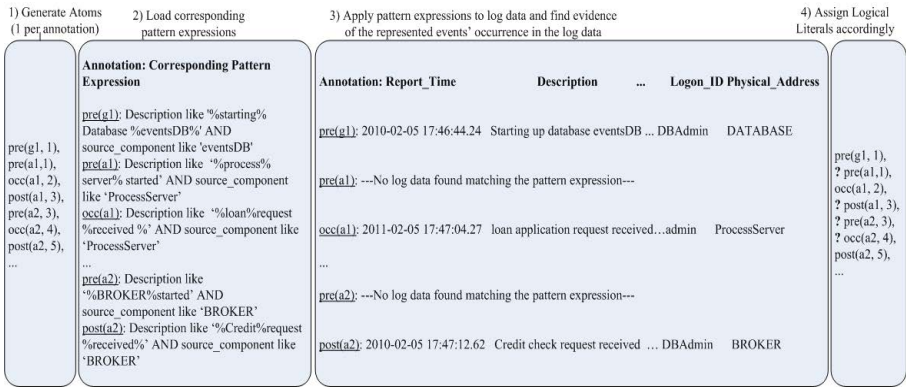 1) Generate Atoms
(1 per annotation)
2) Load corresponding
pattern expressions
3) Apply pattern expressions to log data and find evidence
of the represented events' occurrence in the log data
4) Assign Logical
Literals accordingly
pre(g1, 1),
pre(a1,1),
occ(a1, 2),
post(a1, 3),
pre(a2, 3),
occ(a2, 4),
post(a2, 5),
...
Annotation: Corresponding Pattern
Expression
pre(g1): Description like '%starting%
Database %eventsDB%' AND
source_component like 'eventsDB'
pre(a1): Description like '%process%
server% started' AND source_component
like 'ProcessServer'
occ(a1): Description like '%loan%request
%received %' AND source_component like
'ProcessServer'
...
pre(a2): Description like
'%BROKER%started' AND
source_component like 'BROKER'
post(a2): Description like '%Credit%request
%received%' AND source_component like
'BROKER'
Annotation: Report_Time Description ... Logon_ID Physical_Address
pre(g1): 2010-02-05 17:46:44.24 Starting up database eventsDB ... DBAdmin DATABASE
pre(a1): ---No log data found matching the pattern expression---
occ(a1): 2011-02-05 17:47:04.27 loan application request received...admin ProcessServer
...
pre(a2): ---No log data found matching the pattern expression---
post(a2): 2010-02-05 17:47:12.62 Credit check request received ... DBAdmin BROKER
pre(g1, 1),
? pre(a1,1),
occ(a1, 2),
? post(a1, 3),
? pre(a2, 3),
? occ(a2, 4),
post(a2, 5),
...